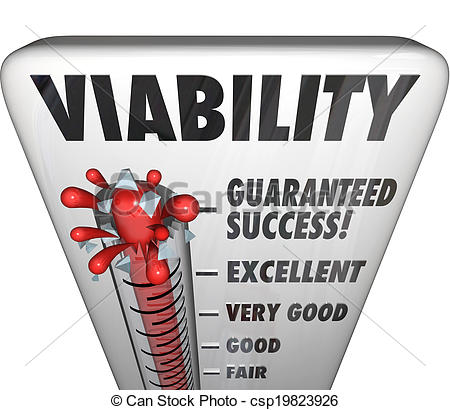 VIABILITY
GUARANTEED
SUCCESS!
EXCELLENT
VERY GOOD
GOOD
FAIR
© Can Stock Photo - csp19823926